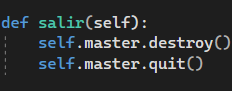 def salir(self):
    self.master.destroy()
    self.master.quit()